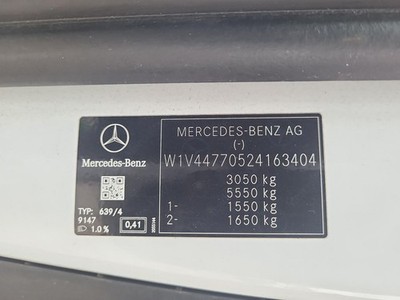 MERCEDES-BENZ AG
(-)
W1V44770524163404
3050 kg
5550 kg
1- 1550 kg
2- 1650 kg
Mercedes-Benz
TYP: 639/4
9147
1.0 % 0,41